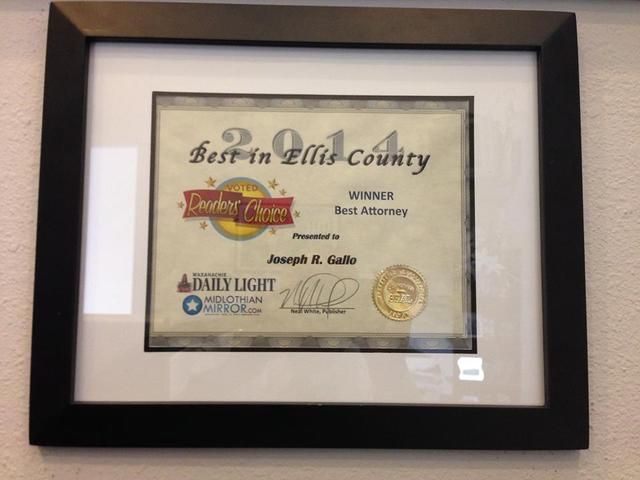 2014
Best in Ellis County
VOTED
Readers' Choice
WINNER
Best Attorney
Presented to
Joseph R. Gallo
WAXAHACHIE
DAILY LIGHT
MIDLOTHIAN
MIRROR.COM
Neal White, Publisher